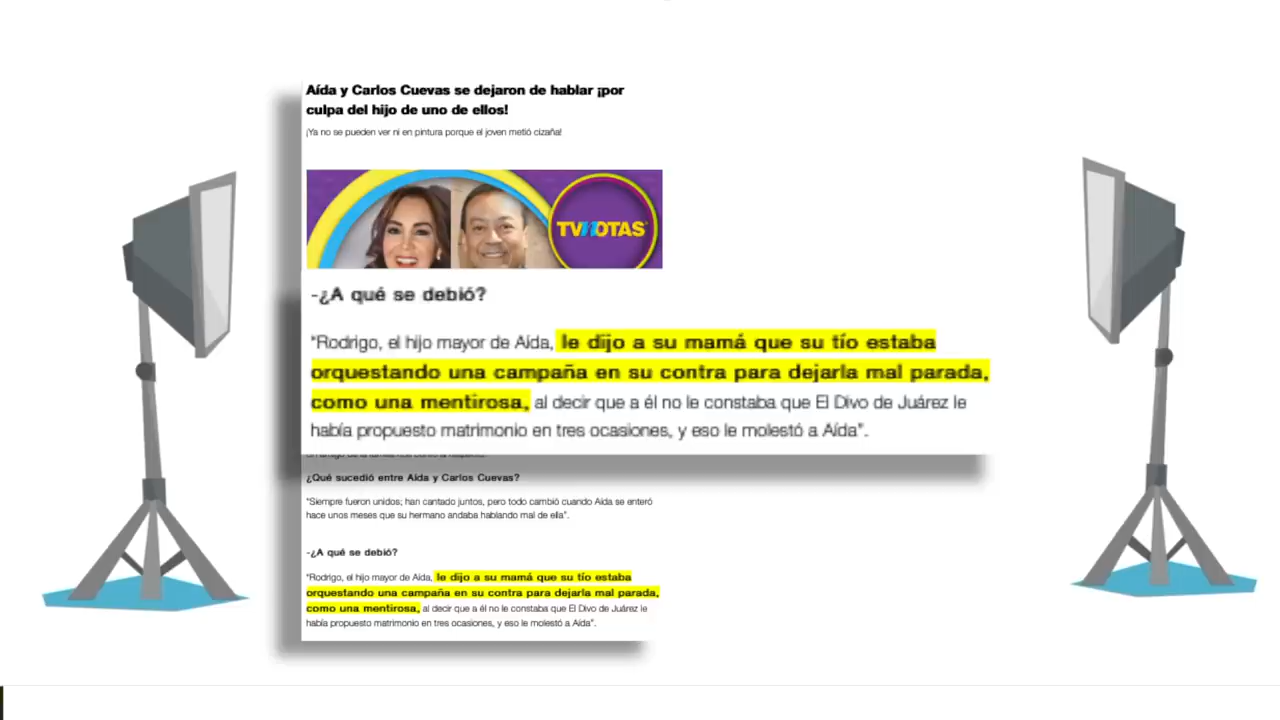 Aída y Carlos Cuevas se dejaron de hablar ¡por
culpa del hijo de uno de ellos!
¡Ya no se pueden ver ni en pintura porque el joven metió cizaña!
TVNOTAS
-¿A qué se debió?
"Rodrigo, el hijo mayor de Aída, le dijo a su mamá que su tío estaba
orquestando una campaña en su contra para dejarla mal parada,
como una mentirosa, al decir que a él no le constaba que El Divo de Juárez le
había propuesto matrimonio en tres ocasiones, y eso le molestó a Aída".
¿Qué sucedió entre Aída y Carlos Cuevas?
"Siempre fueron unidos; han cantado juntos, pero todo cambió cuando Aída se enteró
hace unos meses que su hermano andaba hablando mal de ella".
-¿A qué se debió?
"Rodrigo, el hijo mayor de Aída, le dijo a su mamá que su tío estaba
orquestando una campaña en su contra para dejarla mal parada,
como una mentirosa, al decir que a él no le constaba que El Divo de Juárez le
había propuesto matrimonio en tres ocasiones, y eso le molestó a Aída".